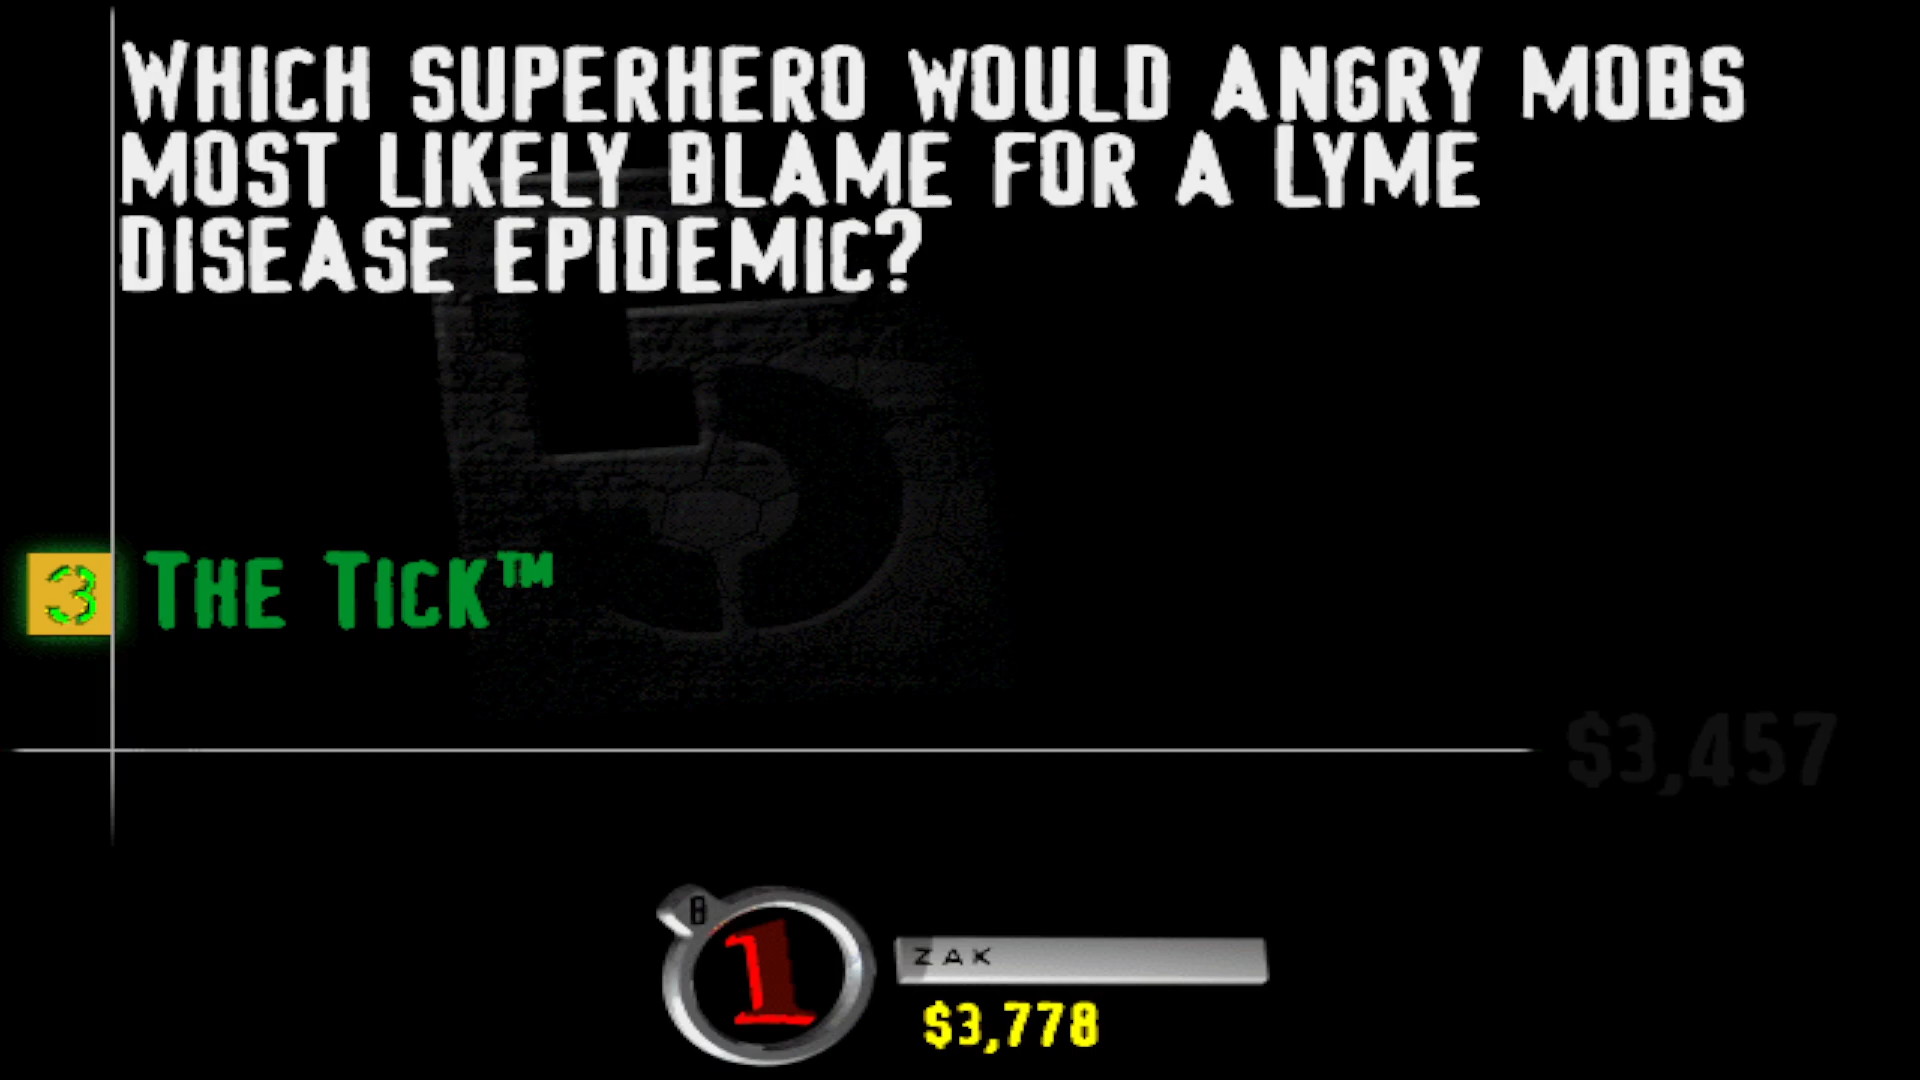 WHICH SUPERHERO WOULD ANGRY MOBS
MOST LIKELY BLAME FOR A LYME
DISEASE EPIDEMIC?
5
3 THE TICK™
$3,457
B
1
ZAK
$3,778